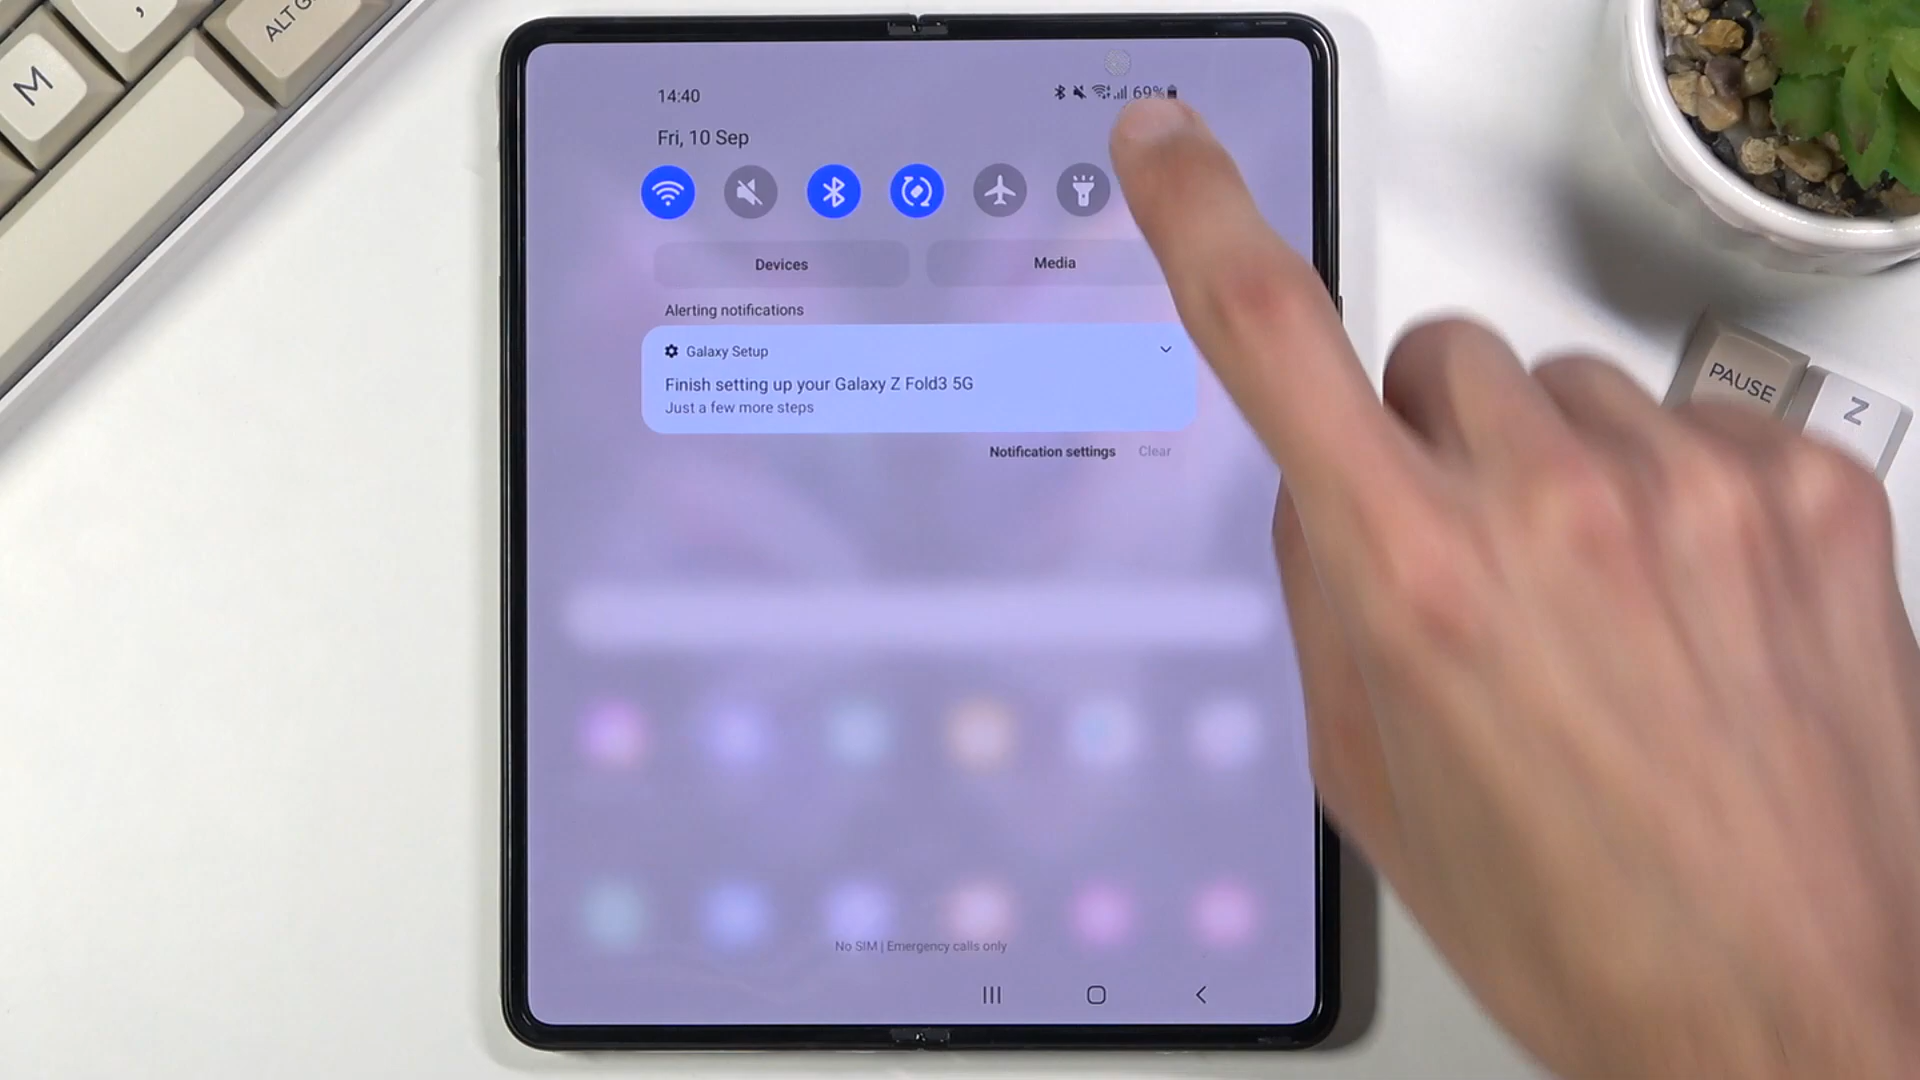 M
,
ALT G
14:40
69%
Fri, 10 Sep
Devices
Media
Alerting notifications
Galaxy Setup
Finish setting up your Galaxy Z Fold3 5G
Just a few more steps
Notification settings
Clear
PAUSE
Z
No SIM | Emergency calls only